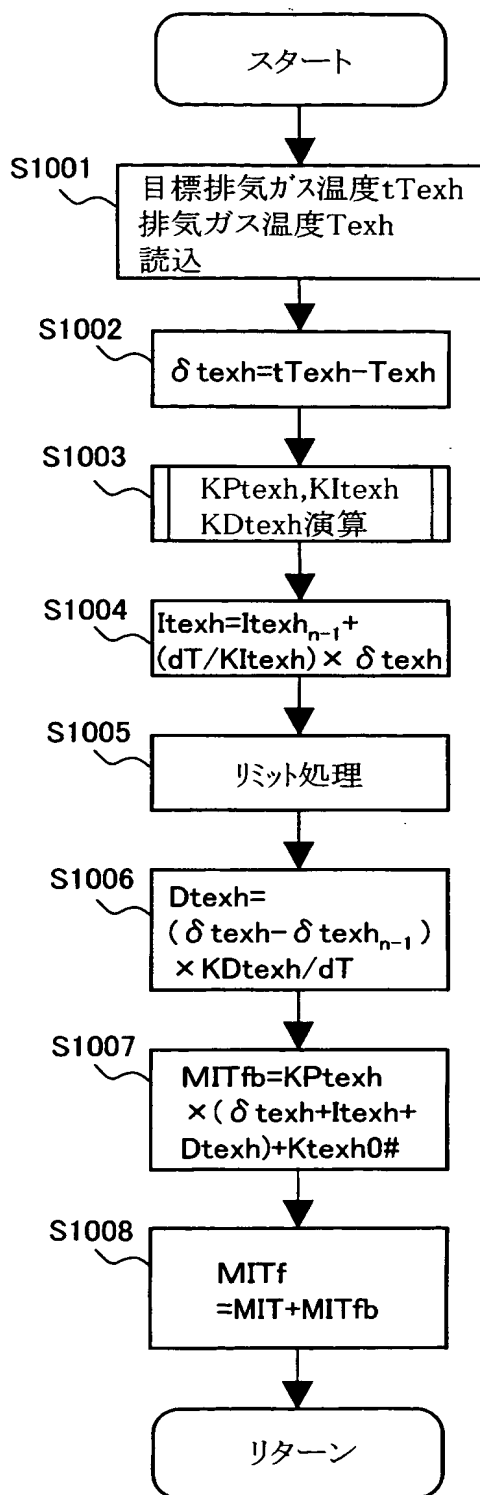 スタート
S1001
目標排気ガス温度tTexh
排気ガス温度Texh
読込
S1002
δtexh=tTexh-Texh
S1003
KPtexh,KItexh
KDtexh演算
S1004
Itexh=Itexhn-1+
(dT/KItexh)×δtexh
S1005
リミット処理
S1006
Dtexh=
(δtexh-δtexhn-1)
×KDtexh/dT
S1007
MITfb=KPtexh
×(δtexh+Itexh+
Dtexh)+Ktexh0#
S1008
MITf
=MIT+MITfb
リターン